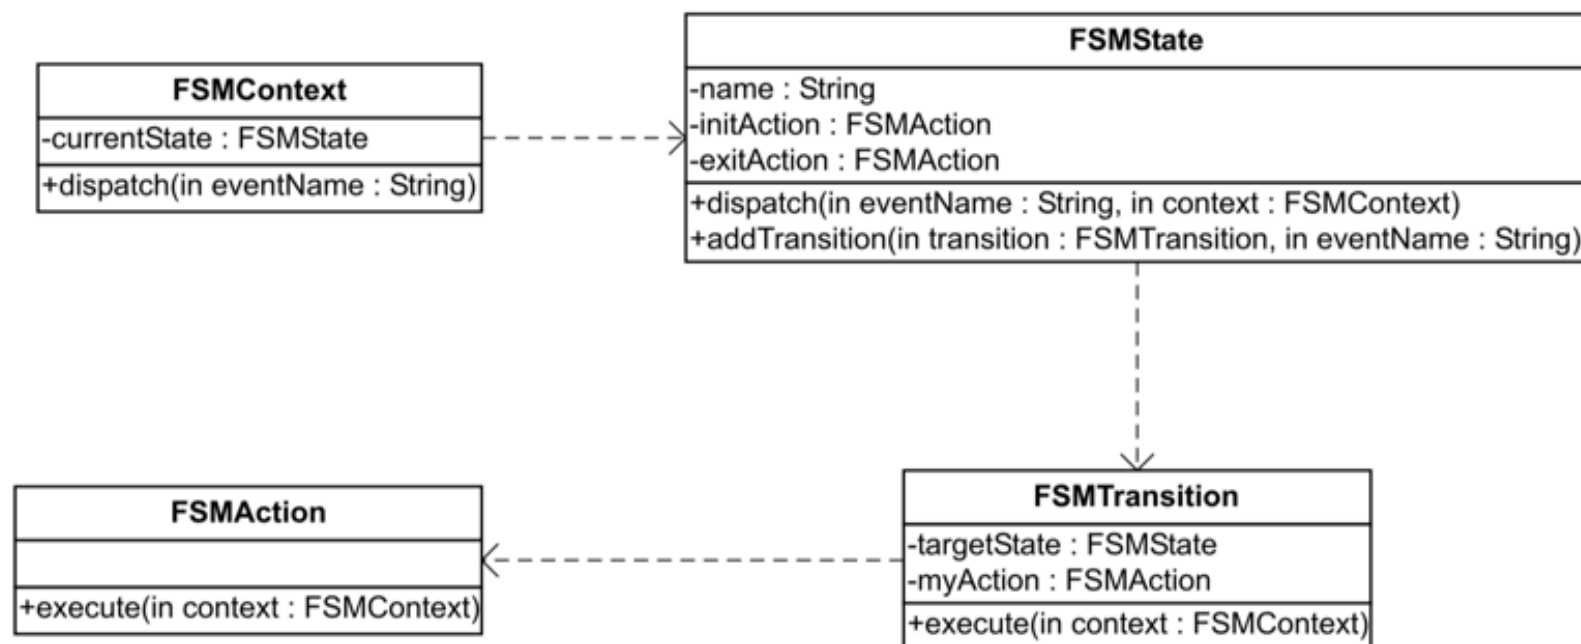 FSMContext
-currentState : FSMState
+dispatch(in eventName : String)
FSMState
-name : String
-initAction : FSMAction
-exitAction : FSMAction
+dispatch(in eventName : String, in context : FSMContext)
+addTransition(in transition : FSMTransition, in eventName : String)
FSMAction
+execute(in context : FSMContext)
FSMTransition
-targetState : FSMState
-myAction : FSMAction
+execute(in context : FSMContext)